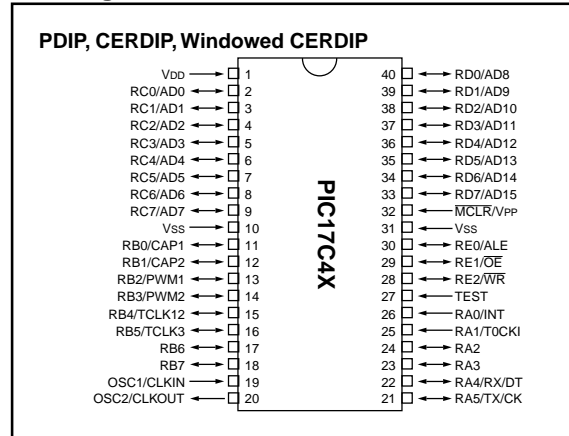 PDIP, CERDIP, Windowed CERDIP
VDD 1 40 RD0/AD8
RC0/AD0 2 39 RD1/AD9
RC1/AD1 3 38 RD2/AD10
RC2/AD2 4 37 RD3/AD11
RC3/AD3 5 36 RD4/AD12
RC4/AD4 6 35 RD5/AD13
RC5/AD5 7 34 RD6/AD14
RC6/AD6 8 33 RD7/AD15
RC7/AD7 9 32 MCLR/VPP
VSS 10 31 VSS
RB0/CAP1 11 30 RE0/ALE
RB1/CAP2 12 29 RE1/OE
RB2/PWM1 13 28 RE2/WR
RB3/PWM2 14 27 TEST
RB4/TCLK12 15 26 RA0/INT
RB5/TCLK3 16 25 RA1/T0CKI
RB6 17 24 RA2
RB7 18 23 RA3
OSC1/CLKIN 19 22 RA4/RX/DT
OSC2/CLKOUT 20 21 RA5/TX/CK
PIC17C4X